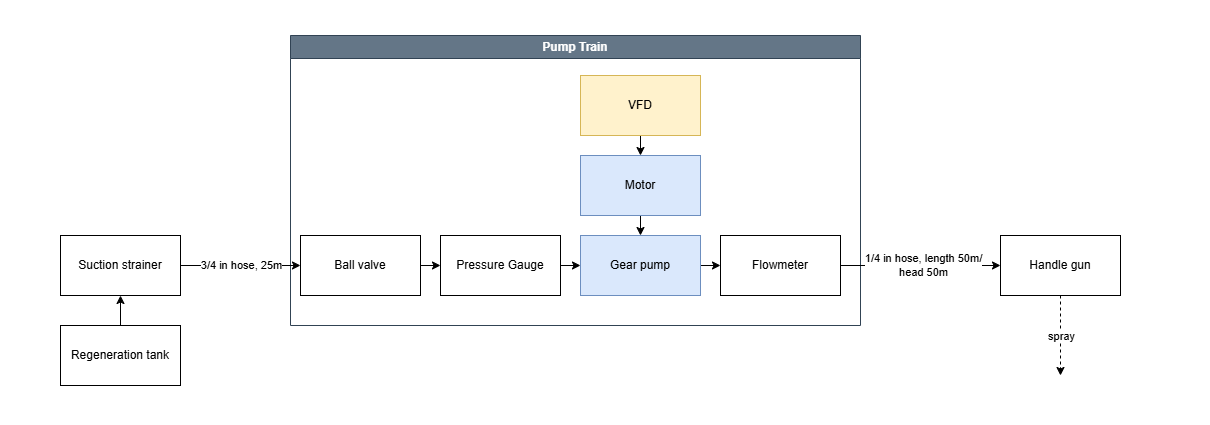 Pump Train
VFD
Motor
Suction strainer
3/4 in hose, 25m
Ball valve
Pressure Gauge
Gear pump
Flowmeter
1/4 in hose, length 50m/
head 50m
Handle gun
Regeneration tank
spray